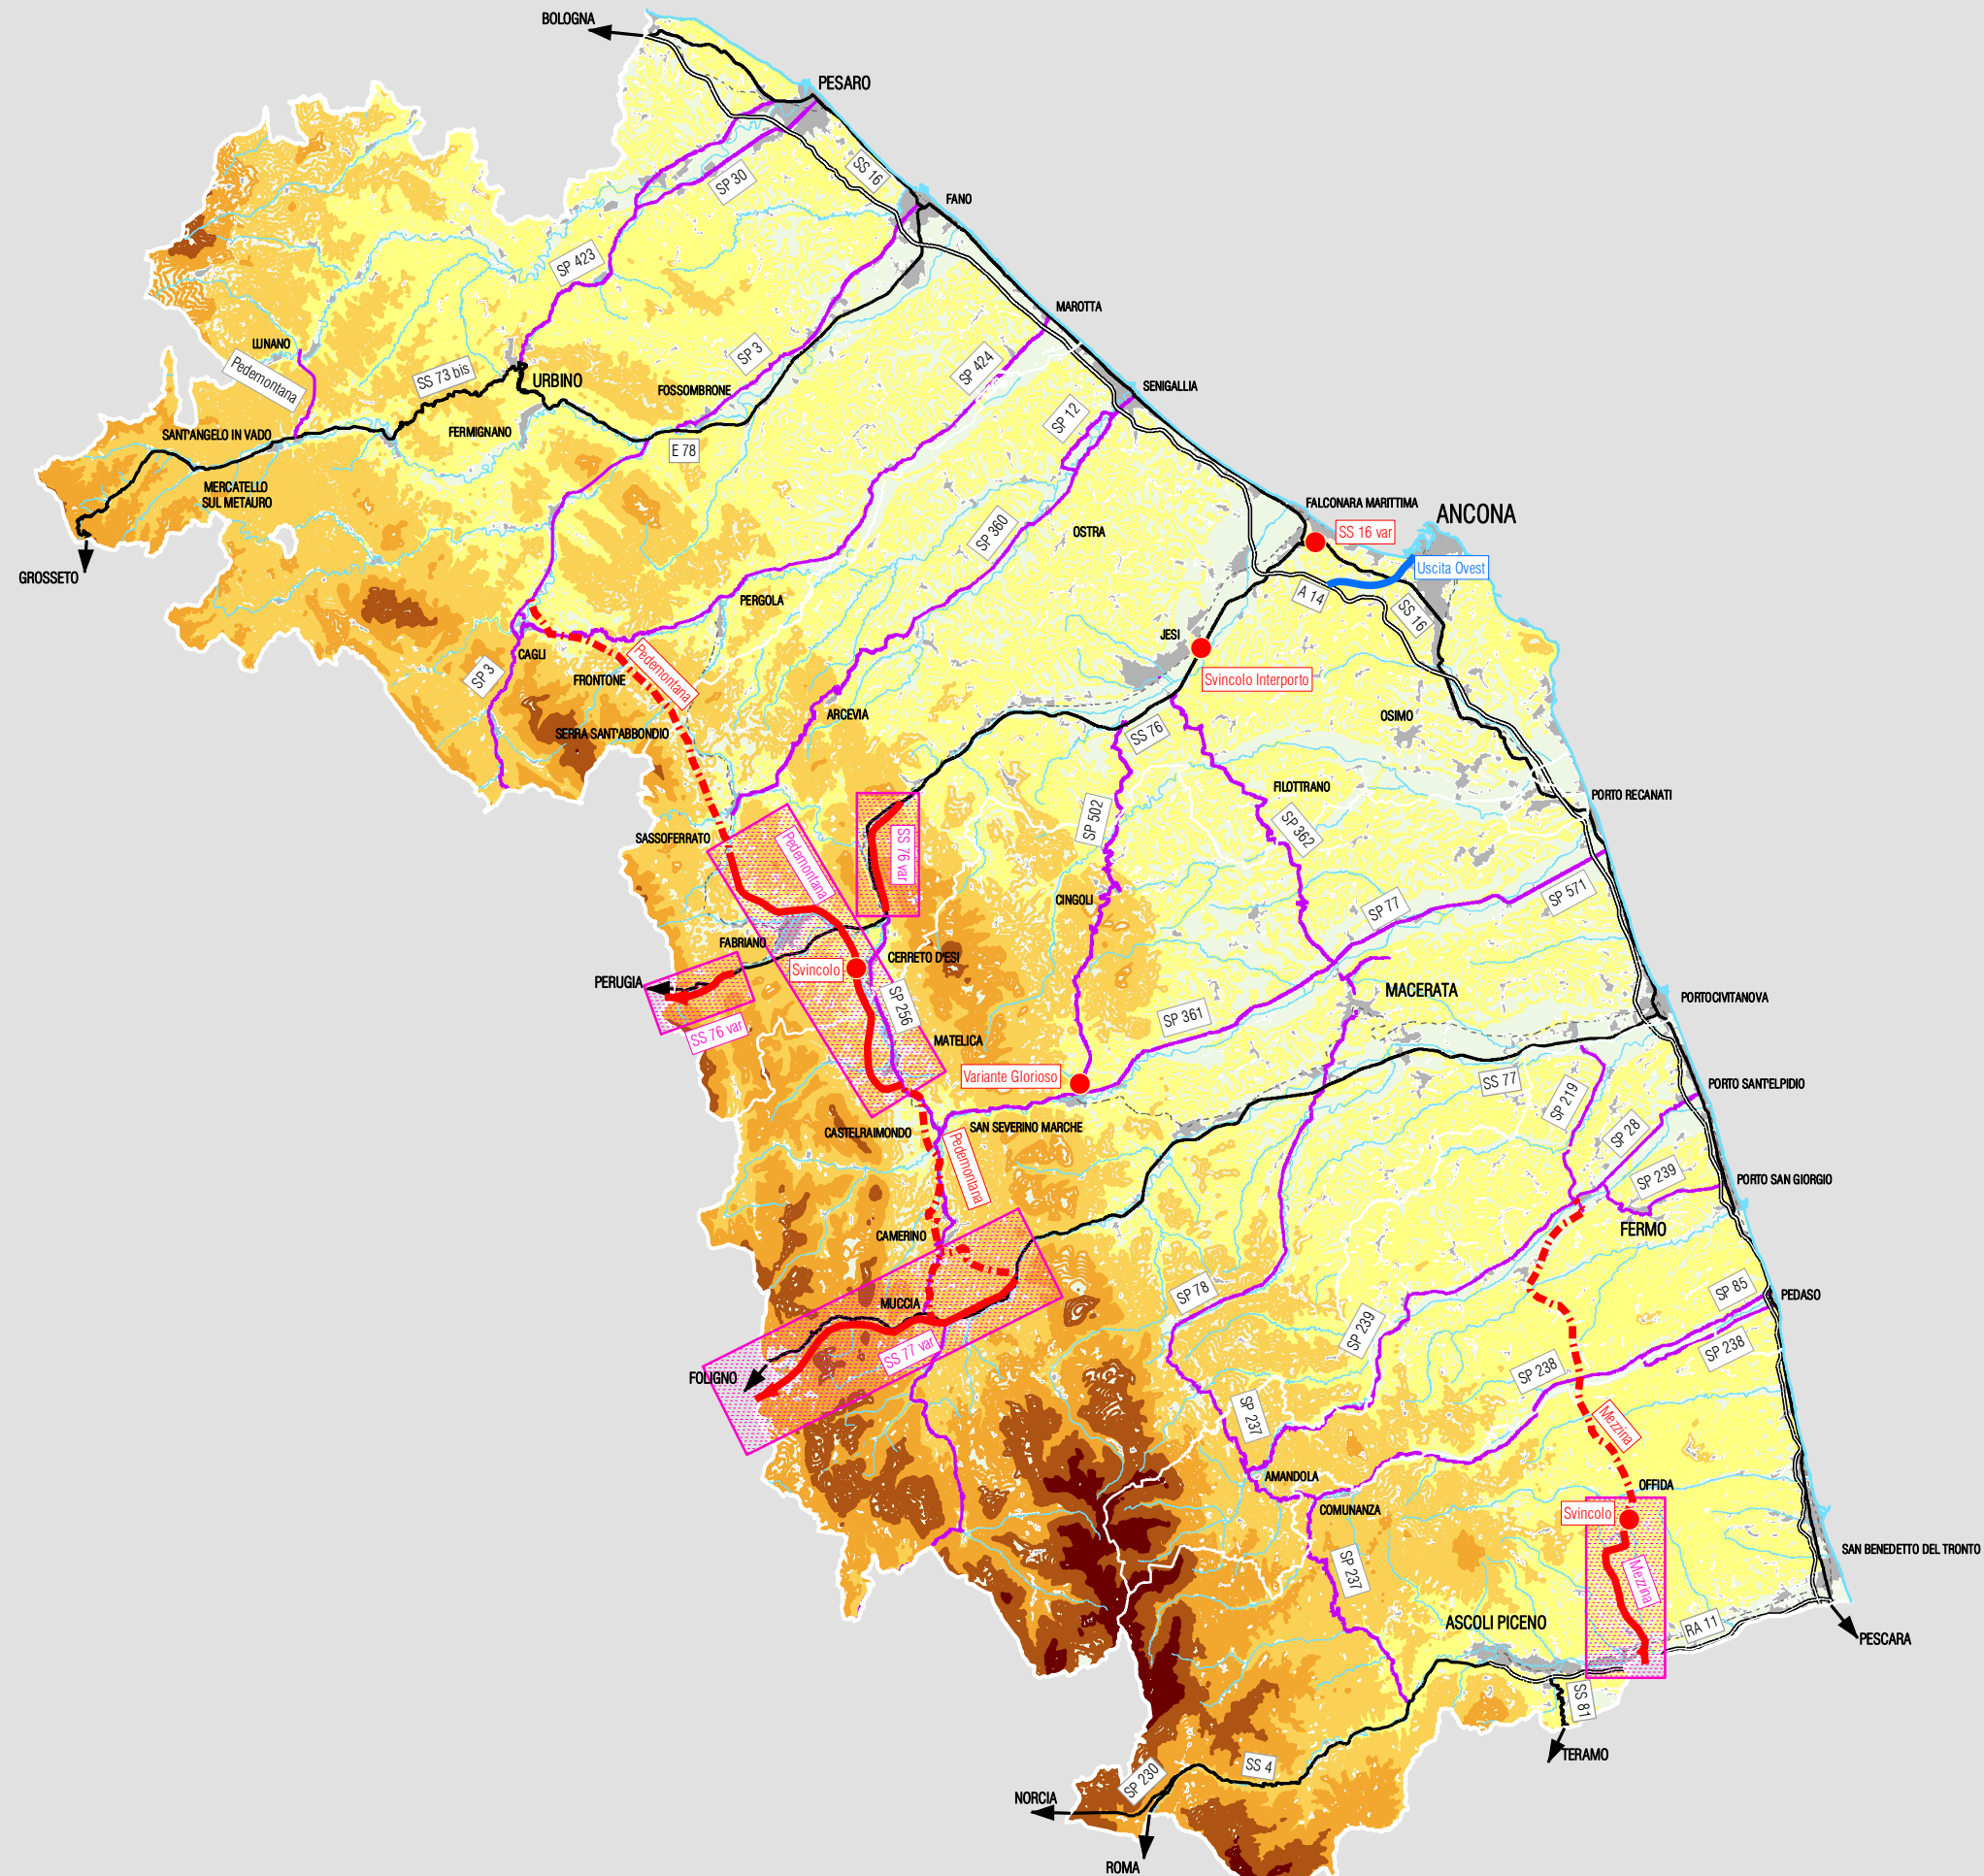 BOLOGNA
PESARO
SS 16
SP 30
FANO
SP 423
MAROTTA
LUNANO
Pedemontana
SS 73 bis
URBINO
SP 3
FOSSOMBRONE
SP 424
SENIGALLIA
SP 12
SANT'ANGELO IN VADO
FERMIGNANO
E 78
MERCATELLO
SUL METAURO
FALCONARA MARITTIMA
ANCONA
SS 16 var
OSTRA
SP 360
Uscita Ovest
GROSSETO
A 14
PERGOLA
SS 16
JESI
CAGLI
Pedemontana
SP 3
FRONTONE
Svincolo Interporto
ARCEVIA
OSIMO
SERRA SANT'ABBONDIO
SS 76
FILOTTRANO
PORTO RECANATI
SP 502
SP 362
SASSOFERRATO
Pedemontana
SS 76 var
CINGOLI
SP 77
SP 571
FABRIANO
CERRETO D'ESI
Svincolo
PERUGIA
SP 256
MACERATA
PORTOCIVITANOVA
SS 76 var
SP 361
MATELICA
Variante Glorioso
SS 77
PORTO SANT'ELPIDIO
SP 219
CASTELRAIMONDO
SAN SEVERINO MARCHE
SP 28
Pedemontana
SP 239
PORTO SAN GIORGIO
FERMO
CAMERINO
SP 78
SP 85
PEDASO
MUCCIA
SP 239
SS 77 var
SP 238
FOLIGNO
SP 238
SP 237
Mezzina
AMANDOLA
OFFIDA
COMUNANZA
Svincolo
SAN BENEDETTO DEL TRONTO
SP 237
Mezzina
ASCOLI PICENO
RA 11
PESCARA
SS 81
TERAMO
SS 4
SP 230
NORCIA
ROMA